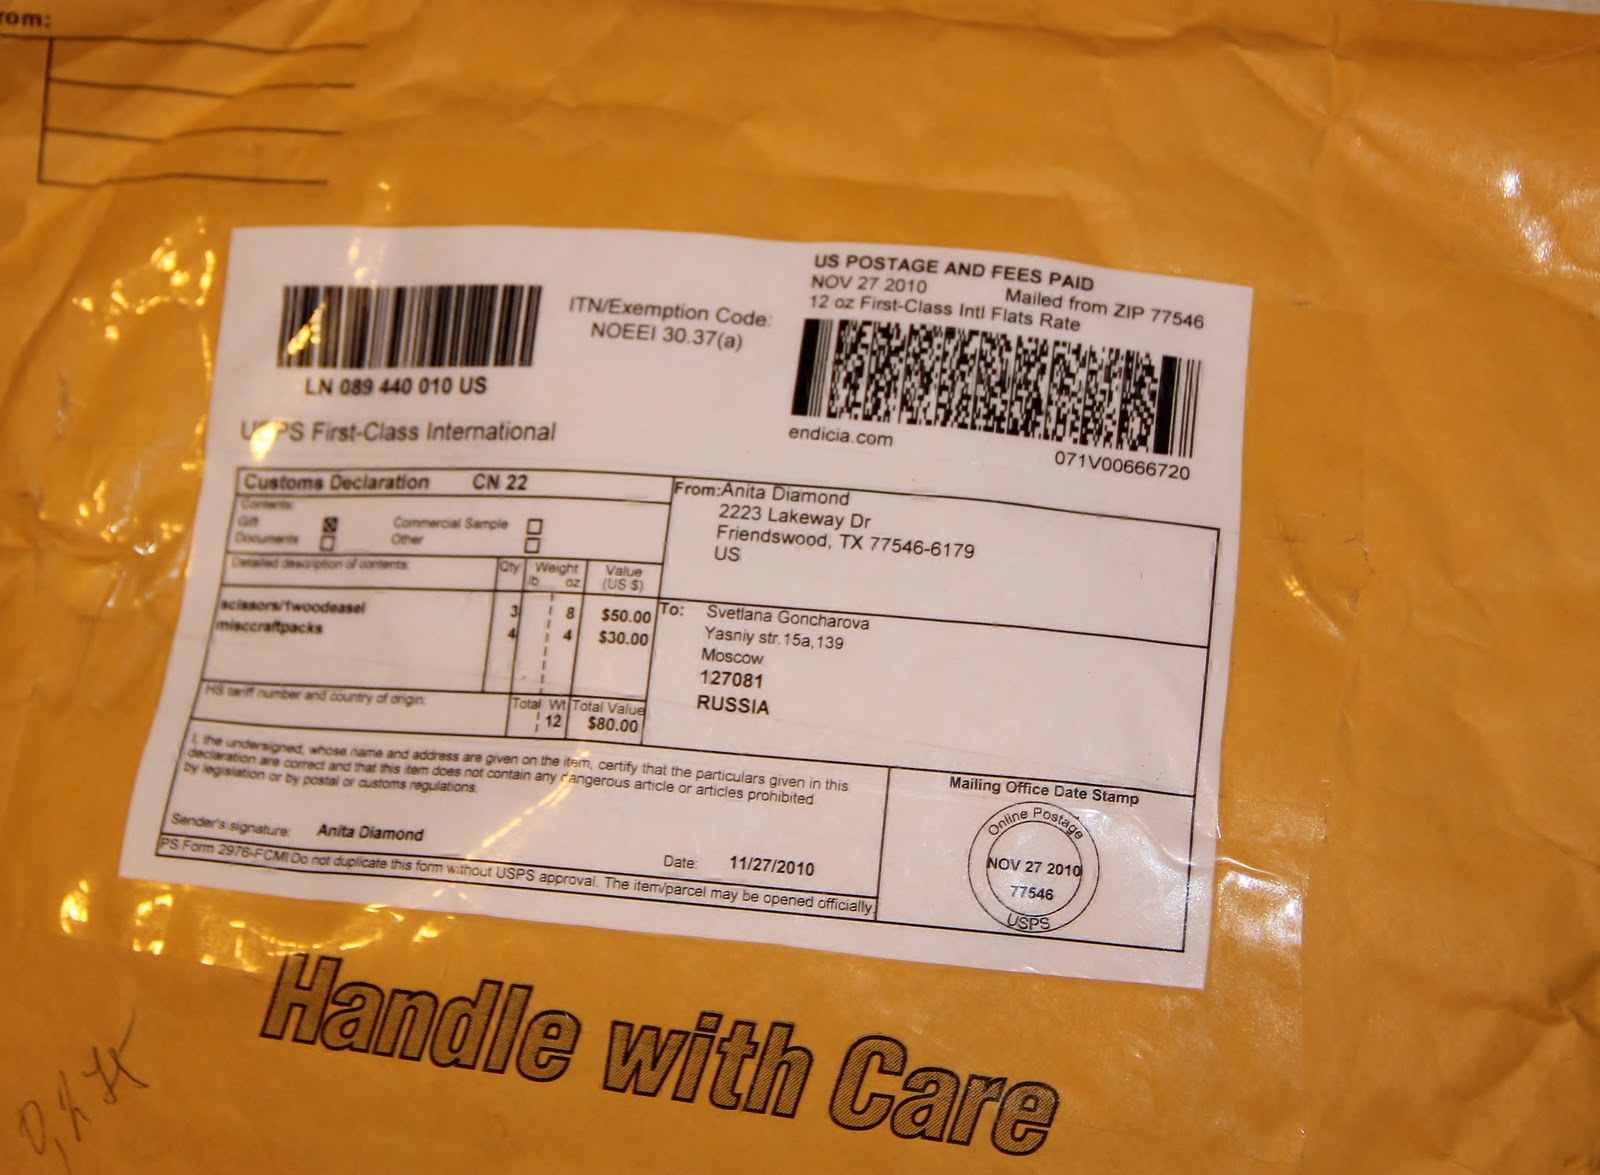 rom:
US POSTAGE AND FEES PAID
NOV 27 2010
Mailed from ZIP 77546
12 oz First-Class Intl Flats Rate
ITN/Exemption Code:
NOEEI 30.37(a)
LN 089 440 010 US
endicia.com
071V00666720
USPS First-Class International
Customs Declaration CN 22
Contents:
Gift Commercial Sample
Documents Other
Detailed description of contents: Qty Weight lb. oz Value (US $)
scissors/1woodeasel 3 8 $50.00
misccraftpacks 4 4 $30.00
HS tariff number and country of origin: Total Wt Total Value
12 $80.00
From: Anita Diamond
2223 Lakeway Dr
Friendswood, TX 77546-6179
US
To: Svetlana Goncharova
Yasniy str.15a,139
Moscow
127081
RUSSIA
I, the undersigned, whose name and address are given on the item, certify that the particulars given in this
declaration are correct and that this item does not contain any dangerous article or articles prohibited
by legislation or by postal or customs regulations.
Sender's signature: Anita Diamond
Date: 11/27/2010
PS Form 2976-FCMI Do not duplicate this form without USPS approval. The item/parcel may be opened officially.
Mailing Office Date Stamp
Online Postage
NOV 27 2010
77546
USPS
Handle with Care